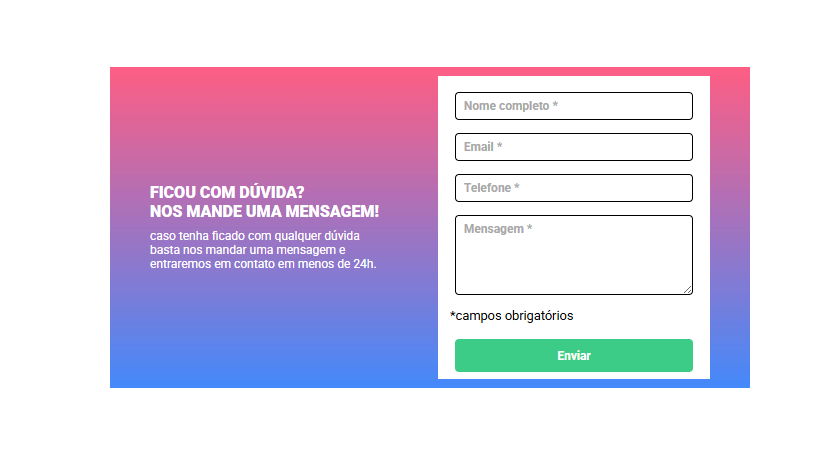 FICOU COM DÚVIDA?
NOS MANDE UMA MENSAGEM!
caso tenha ficado com qualquer dúvida
basta nos mandar uma mensagem e
entraremos em contato em menos de 24h.
Nome completo *
Email *
Telefone *
Mensagem *
*campos obrigatórios
Enviar